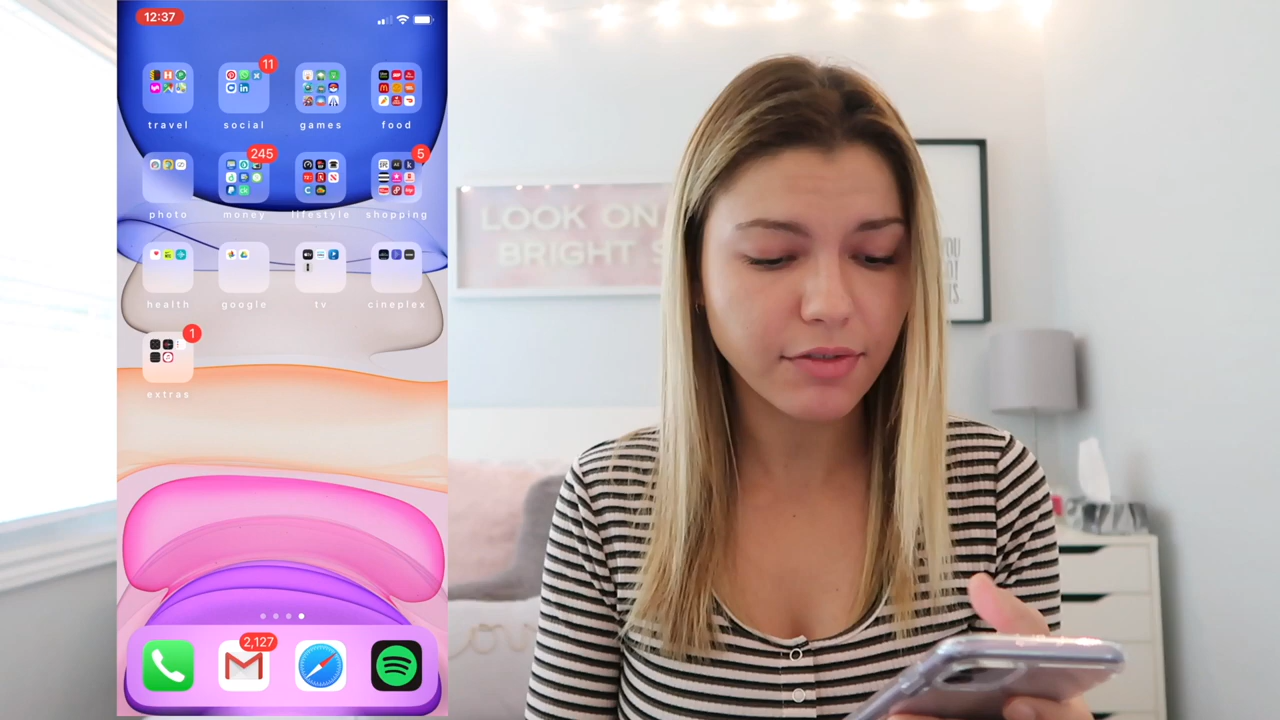 12:37
11
travel
social
games
food
245
5
photo
money
lifestyle
shopping
health
google
tv
cineplex
1
extras
2,127
LOOK ON
BRIGHT S
YOU